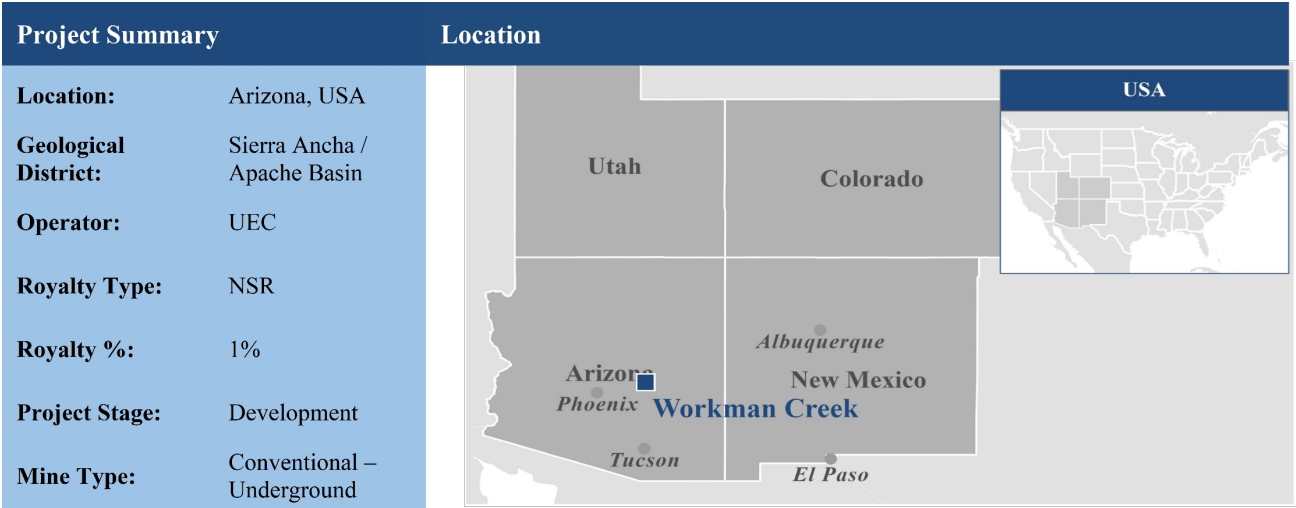 Project Summary
Location
Location: Arizona, USA
Geological Sierra Ancha /
District: Apache Basin
Operator: UEC
Royalty Type: NSR
Royalty %: 1%
Project Stage: Development
Mine Type: Conventional –
Underground
USA
Utah
Colorado
Albuquerque
Arizona
New Mexico
Phoenix
Workman Creek
Tucson
El Paso